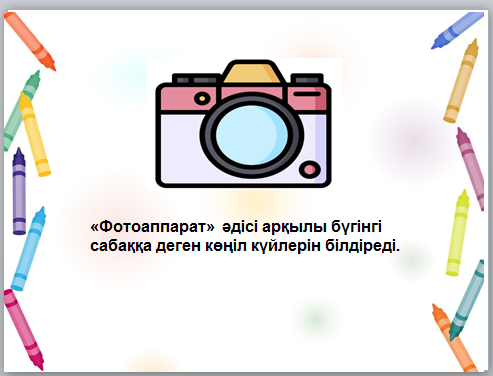 «Фотоаппарат» әдісі арқылы бүгінгі
сабаққа деген көңіл күйлерін білдіреді.